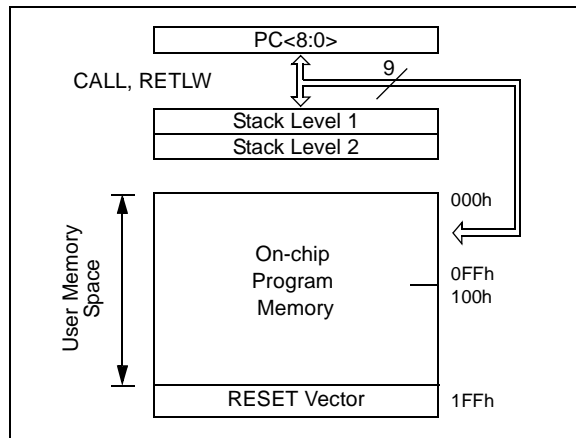 PC<8:0>
9
CALL, RETLW
Stack Level 1
Stack Level 2
000h
User Memory
Space
On-chip
Program
Memory
0FFh
100h
RESET Vector
1FFh